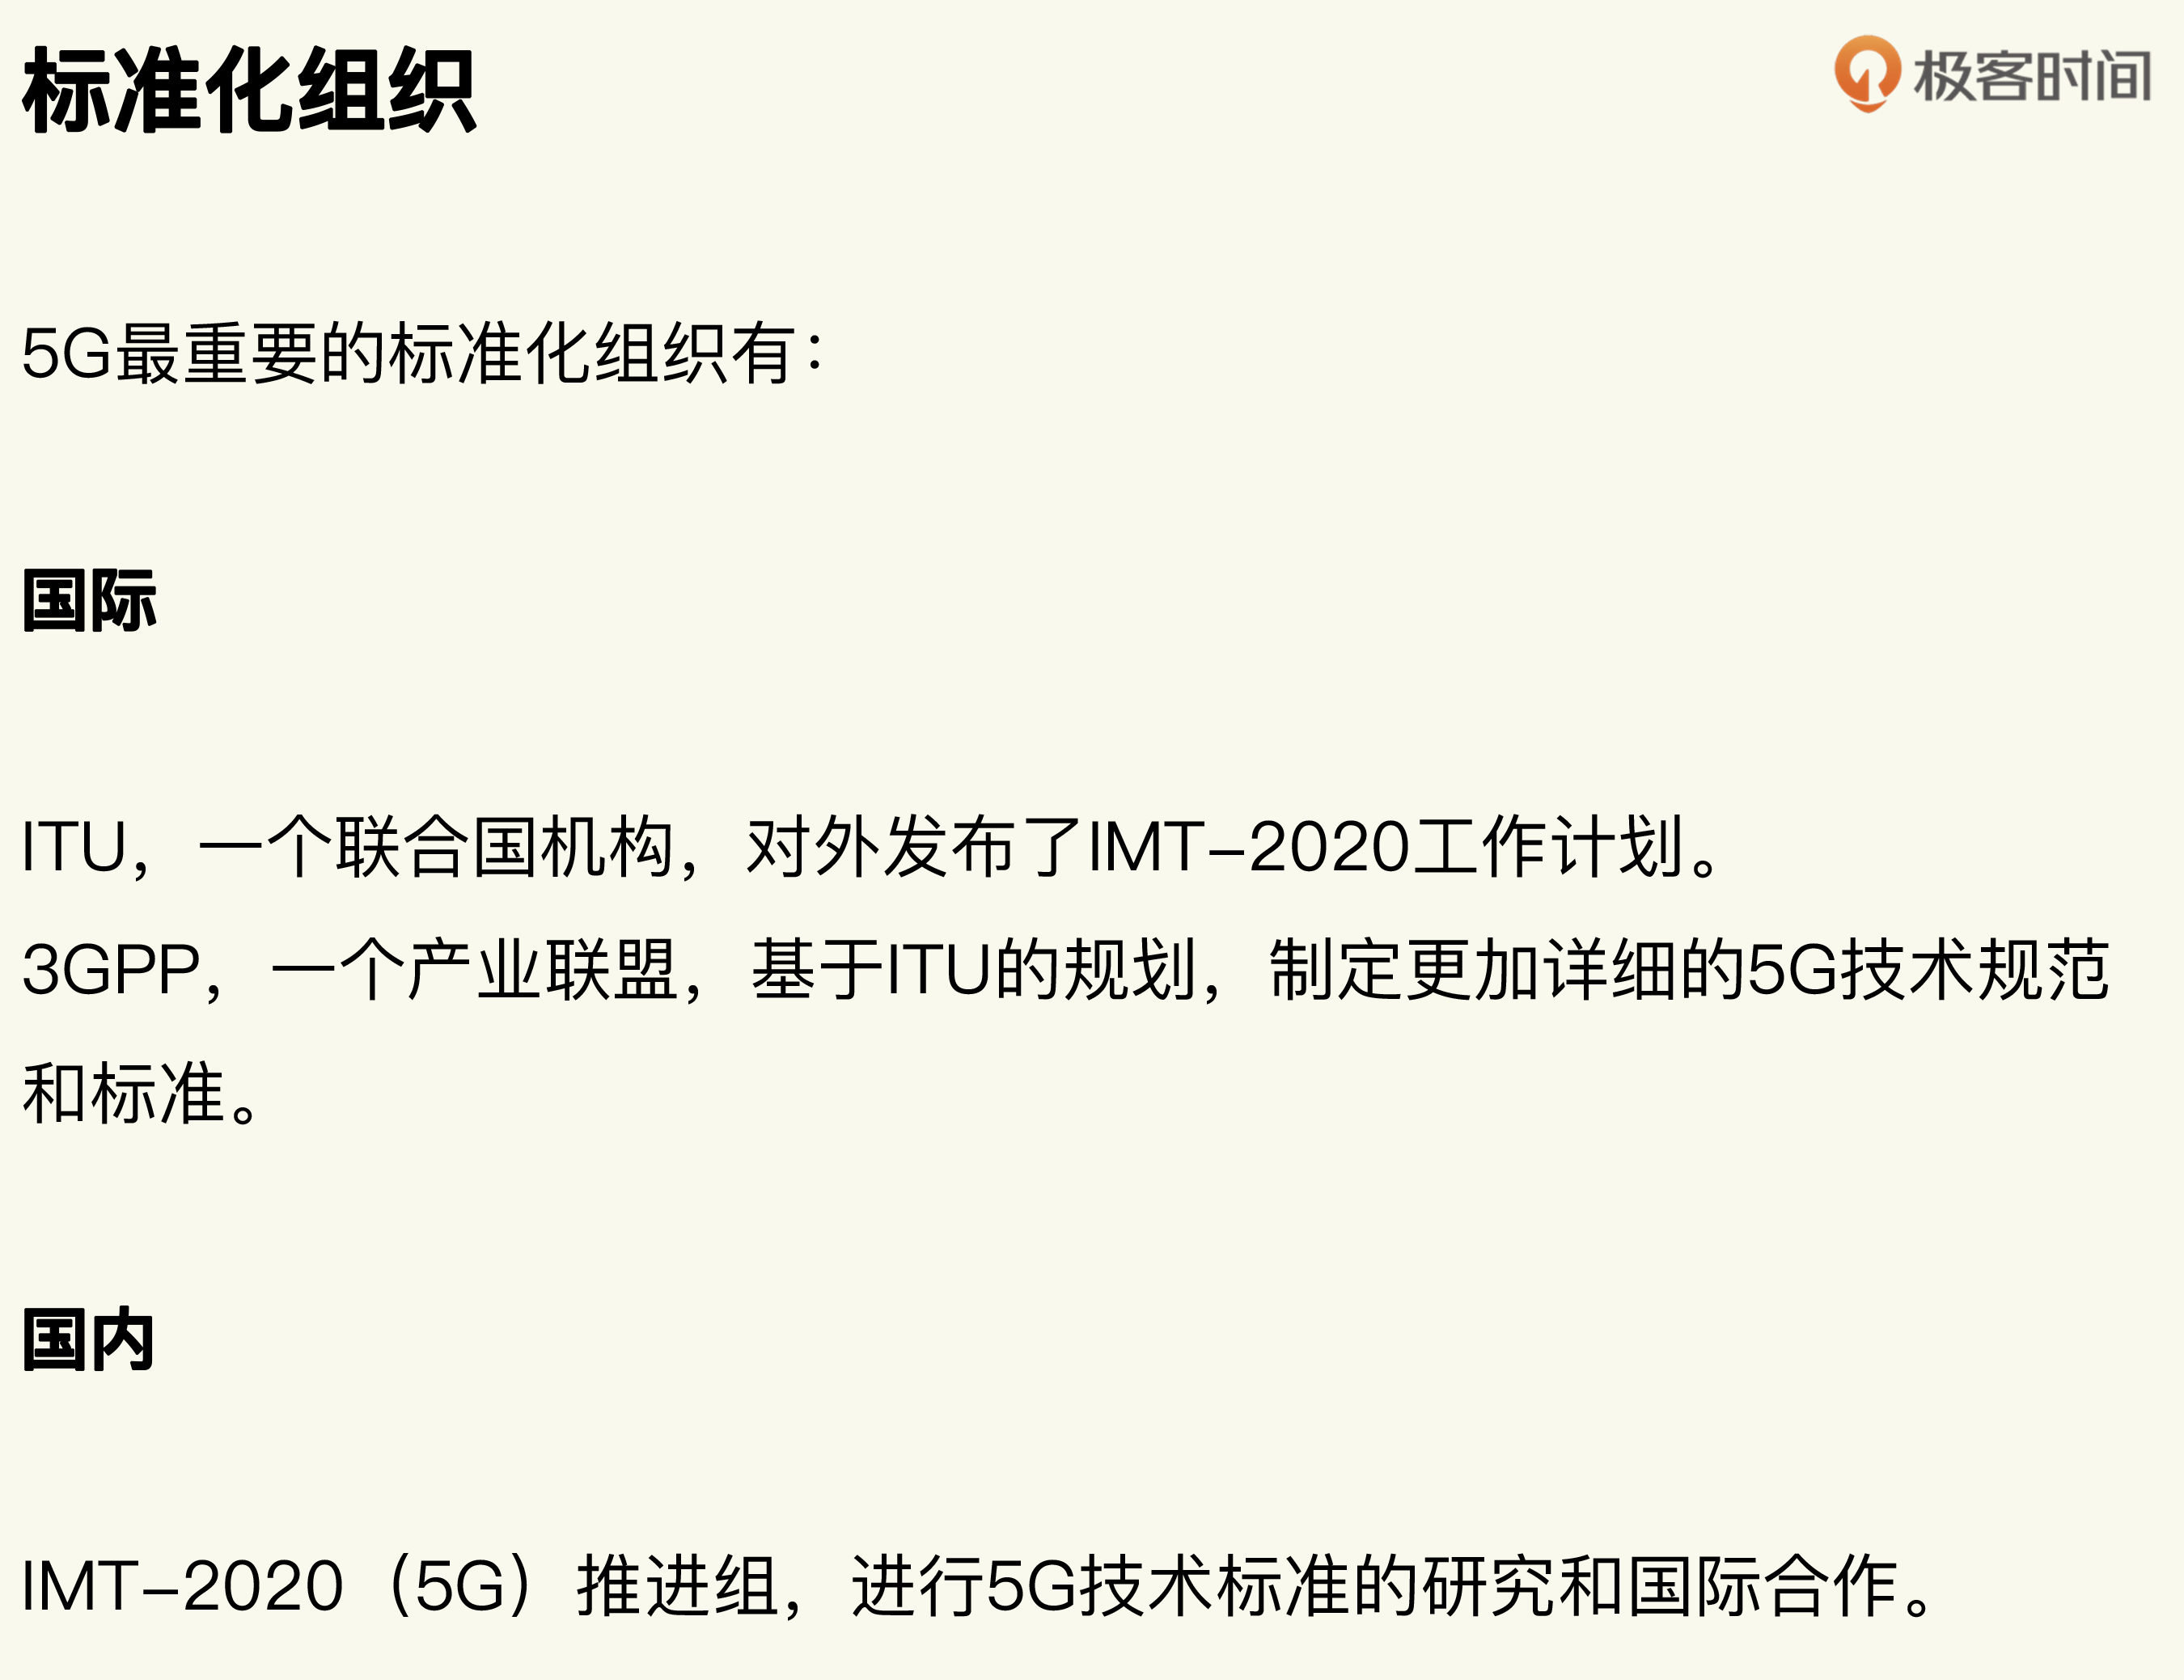 标准化组织
极客时间
5G最重要的标准化组织有：
国际
ITU，一个联合国机构，对外发布了IMT-2020工作计划。
3GPP，一个产业联盟，基于ITU的规划，制定更加详细的5G技术规范
和标准。
国内
IMT-2020（5G）推进组，进行5G技术标准的研究和国际合作。